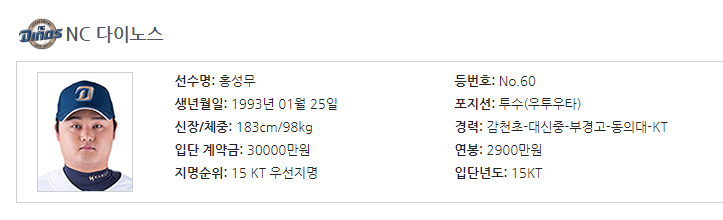 NC DINOS NC 다이노스
선수명: 홍성무 등번호: No.60
생년월일: 1993년 01월 25일 포지션: 투수(우투우타)
신장/체중: 183cm/98kg 경력: 감천초-대신중-부경고-동의대-KT
입단 계약금: 30000만원 연봉: 2900만원
지명순위: 15 KT 우선지명 입단년도: 15KT